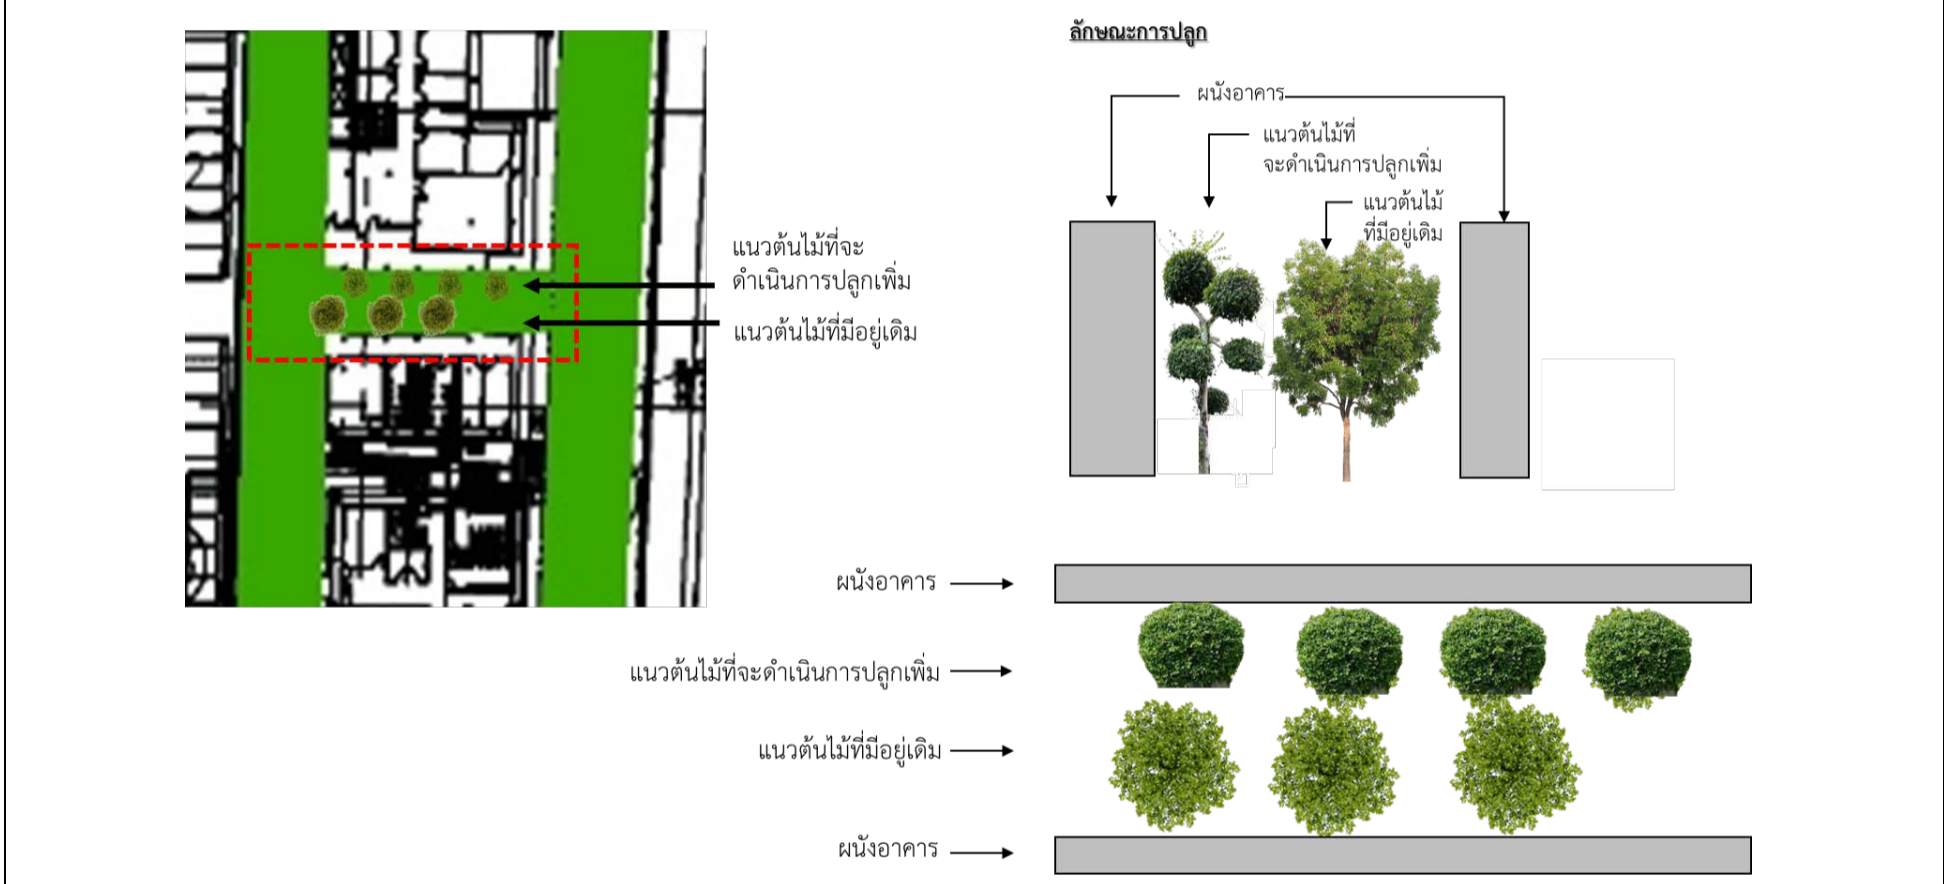 ลักษณะการปลูก
ผนังอาคาร
แนวต้นไม้ที่
จะดำเนินการปลูกเพิ่ม
แนวต้นไม้
ที่มีอยู่เดิม
แนวต้นไม้ที่จะ
ดำเนินการปลูกเพิ่ม
แนวต้นไม้ที่มีอยู่เดิม
ผนังอาคาร
แนวต้นไม้ที่จะดำเนินการปลูกเพิ่ม
แนวต้นไม้ที่มีอยู่เดิม
ผนังอาคาร